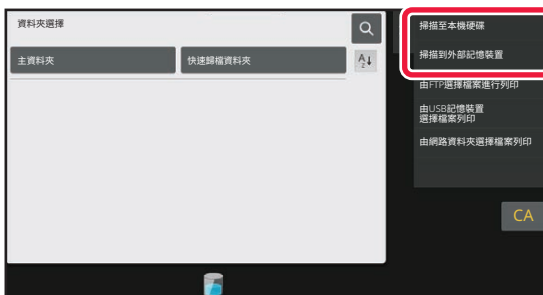 資料夾選擇
主資料夾
快速歸檔資料夾
A
Z
掃描至本機硬碟
掃描到外部記憶裝置
由FTP選擇檔案進行列印
由USB記憶裝置
選擇檔案列印
由網路資料夾選擇檔案列印
CA